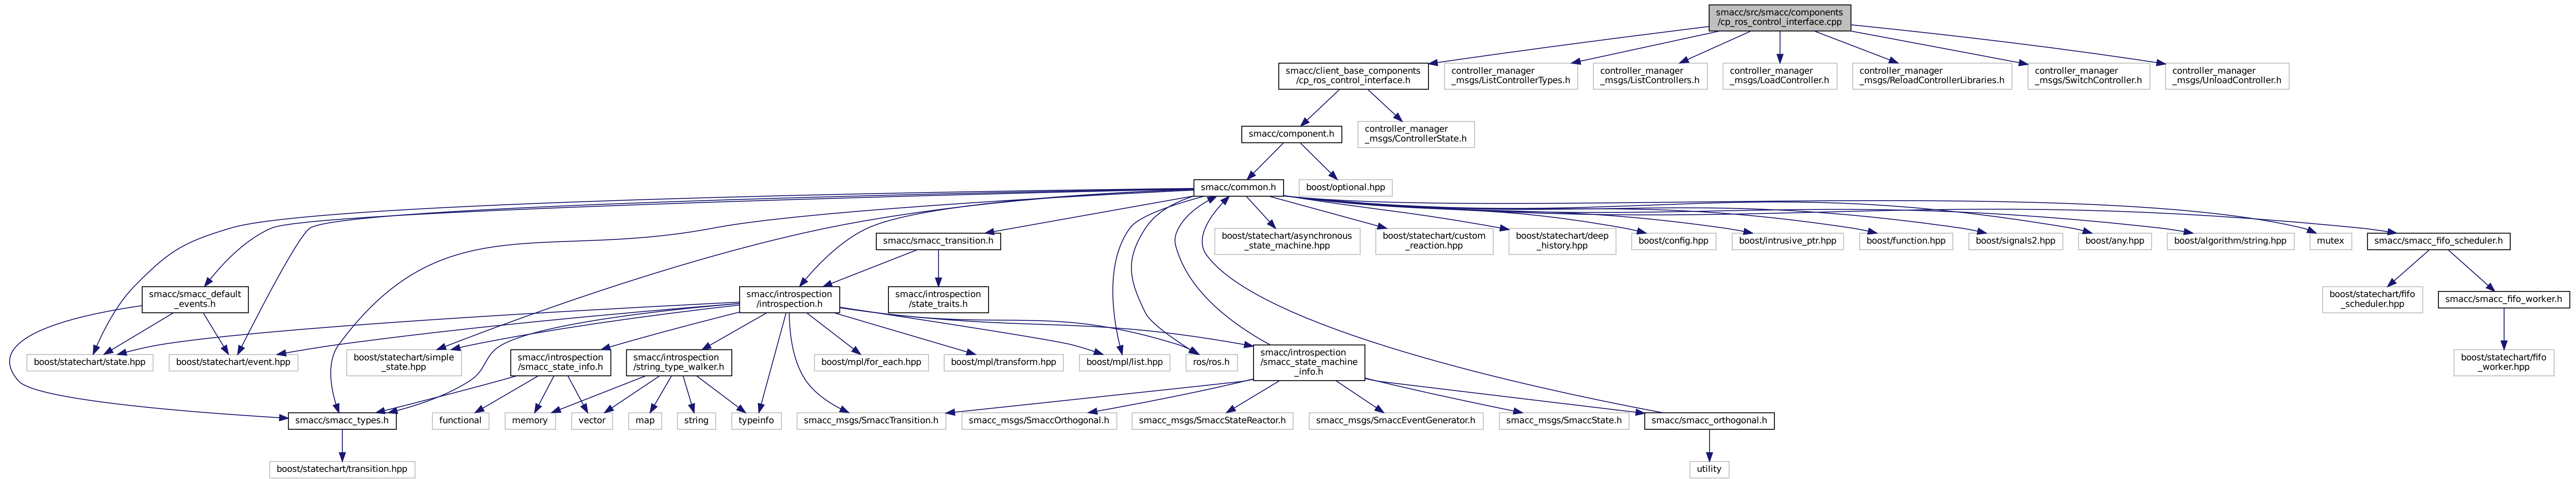 smacc/src/smacc/components
/cp_ros_control_interface.cpp
smacc/client_base_components
/cp_ros_control_interface.h
controller_manager
_msgs/ListControllerTypes.h
controller_manager
_msgs/ListControllers.h
controller_manager
_msgs/LoadController.h
controller_manager
_msgs/ReloadControllerLibraries.h
controller_manager
_msgs/SwitchController.h
controller_manager
_msgs/UnloadController.h
smacc/component.h
controller_manager
_msgs/ControllerState.h
smacc/common.h
boost/optional.hpp
smacc/smacc_transition.h
boost/statechart/asynchronous
_state_machine.hpp
boost/statechart/custom
_reaction.hpp
boost/statechart/deep
_history.hpp
boost/config.hpp
boost/intrusive_ptr.hpp
boost/function.hpp
boost/signals2.hpp
boost/any.hpp
boost/algorithm/string.hpp
mutex
smacc/smacc_fifo_scheduler.h
smacc/smacc_default
_events.h
smacc/introspection
/introspection.h
smacc/introspection
/state_traits.h
boost/statechart/fifo
_scheduler.hpp
smacc/smacc_fifo_worker.h
boost/statechart/state.hpp
boost/statechart/event.hpp
boost/statechart/simple
_state.hpp
smacc/introspection
/smacc_state_info.h
smacc/introspection
/string_type_walker.h
boost/mpl/for_each.hpp
boost/mpl/transform.hpp
boost/mpl/list.hpp
ros/ros.h
smacc/introspection
/smacc_state_machine
_info.h
boost/statechart/fifo
_worker.hpp
smacc/smacc_types.h
functional
memory
vector
map
string
typeinfo
smacc_msgs/SmaccTransition.h
smacc_msgs/SmaccOrthogonal.h
smacc_msgs/SmaccStateReactor.h
smacc_msgs/SmaccEventGenerator.h
smacc_msgs/SmaccState.h
smacc/smacc_orthogonal.h
boost/statechart/transition.hpp
utility